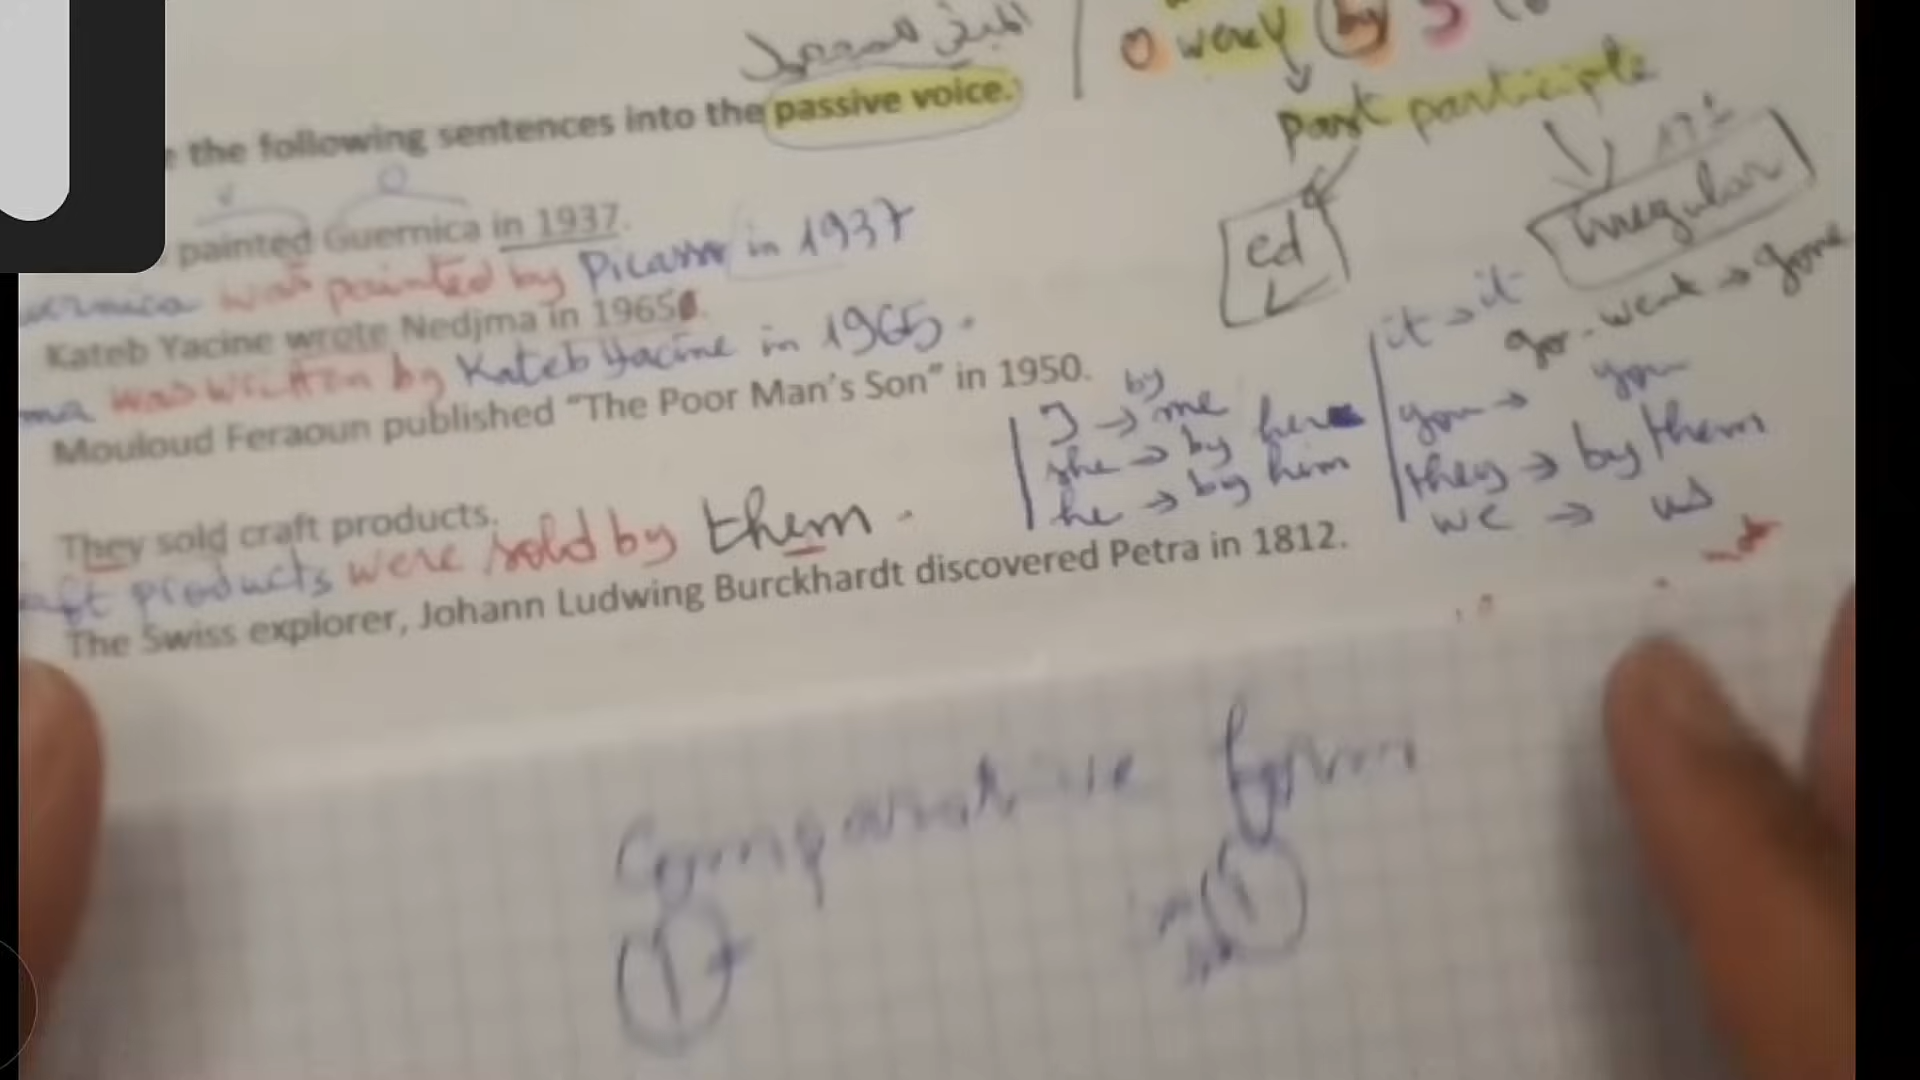 المبني للمجهول
O were V by S
past participle
the following sentences into the passive voice.
ed
irregular
go - went → gone
V O
painted Guernica in 1937.
was painted by Picasso in 1937
Kateb Yacine wrote Nedjma in 1965.
was written by Kateb Yacine in 1965.
Mouloud Feraoun published “The Poor Man’s Son” in 1950.
I → by me
she → by her
he → by him
it → it
you → you
they → by them
we → us
They sold craft products.
products were sold by them.
The Swiss explorer, Johann Ludwing Burckhardt discovered Petra in 1812.
Comparative form